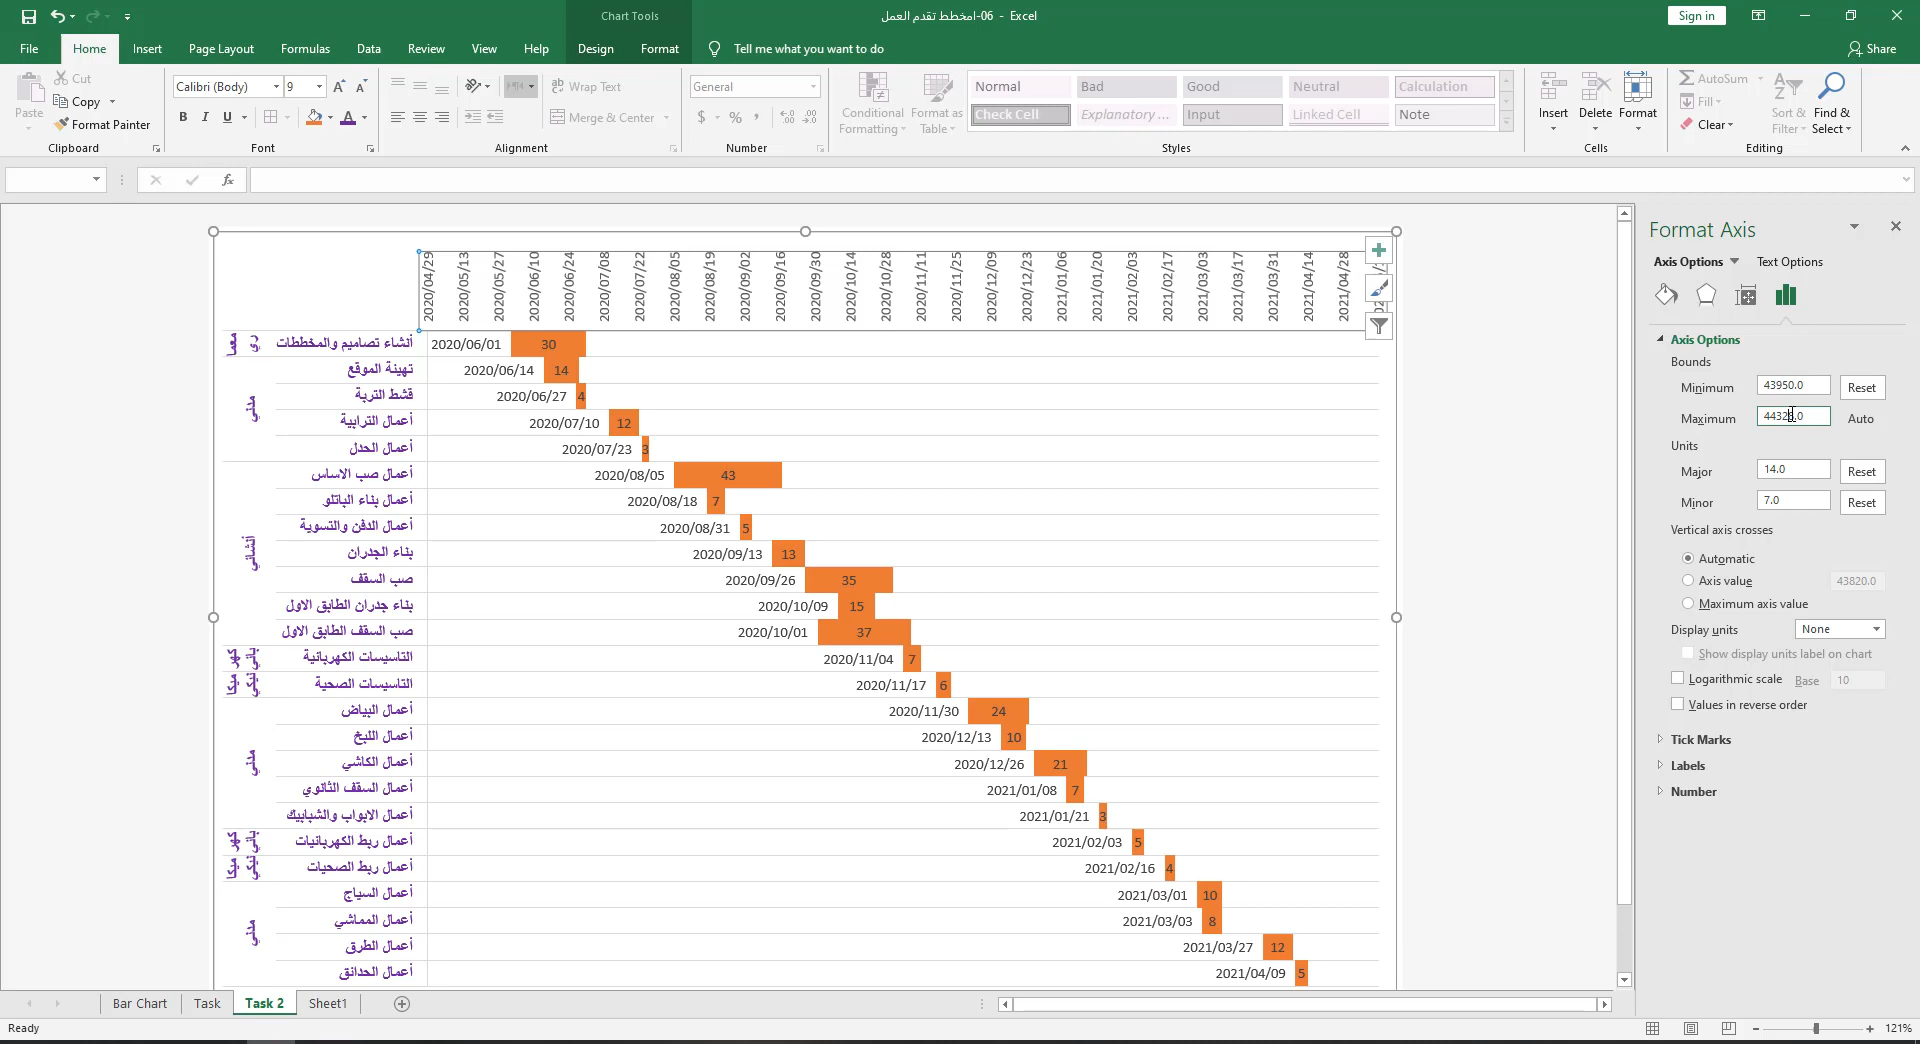 Chart Tools
06-امخطط تقدم العمل - Excel
Sign in
File Home Insert Page Layout Formulas Data Review View Help Design Format Tell me what you want to do Share
Paste
Cut
Copy
Format Painter
Clipboard
Calibri (Body) 9
B I U
Font
Wrap Text
Merge & Center
Alignment
General
$ % ,
Number
Conditional Formatting
Format as Table
Normal Bad Good Neutral Calculation
Check Cell Explanatory ... Input Linked Cell Note
Styles
Insert Delete Format
Cells
AutoSum
Fill
Clear
Sort & Filter
Find & Select
Editing
fx
2020/04/29 2020/05/13 2020/05/27 2020/06/10 2020/06/24 2020/07/08 2020/07/22 2020/08/05 2020/08/19 2020/09/02 2020/09/16 2020/09/30 2020/10/14 2020/10/28 2020/11/11 2020/11/25 2020/12/09 2020/12/23 2021/01/06 2021/01/20 2021/02/03 2021/02/17 2021/03/03 2021/03/17 2021/03/31 2021/04/14 2021/04/28
معما ري
أنشاء تصاميم والمخططات 2020/06/01 30
مدني
تهيئة الموقع 2020/06/14 14
قشط التربة 2020/06/27 4
أعمال الترابية 2020/07/10 12
أعمال الحدل 2020/07/23 3
أنشائي
أعمال صب الاساس 2020/08/05 43
أعمال بناء الباتلو 2020/08/18 7
أعمال الدفن والتسوية 2020/08/31 5
بناء الجدران 2020/09/13 13
صب السقف 2020/09/26 35
بناء جدران الطابق الاول 2020/10/09 15
صب السقف الطابق الاول 2020/10/01 37
كهر بائي
التاسيسات الكهربائية 2020/11/04 7
ميكا نيكي
التاسيسات الصحية 2020/11/17 6
مدني
أعمال البياض 2020/11/30 24
أعمال اللبخ 2020/12/13 10
أعمال الكاشي 2020/12/26 21
أعمال السقف الثانوي 2021/01/08 7
أعمال الابواب والشبابيك 2021/01/21 3
كهر بائي
أعمال ربط الكهربائيات 2021/02/03 5
ميكا نيكي
أعمال ربط الصحيات 2021/02/16 4
مدني
أعمال السياج 2021/03/01 10
أعمال المماشي 2021/03/03 8
أعمال الطرق 2021/03/27 12
أعمال الحدائق 2021/04/09 5
Format Axis
Axis Options Text Options
Axis Options
Bounds
Minimum 43950.0 Reset
Maximum Auto
Units
Major 14.0 Reset
Minor 7.0 Reset
Vertical axis crosses
Automatic
Axis value 43820.0
Maximum axis value
Display units None
Show display units label on chart
Logarithmic scale Base 10
Values in reverse order
Tick Marks
Labels
Number
Bar Chart Task Task 2 Sheet1
Ready
121%